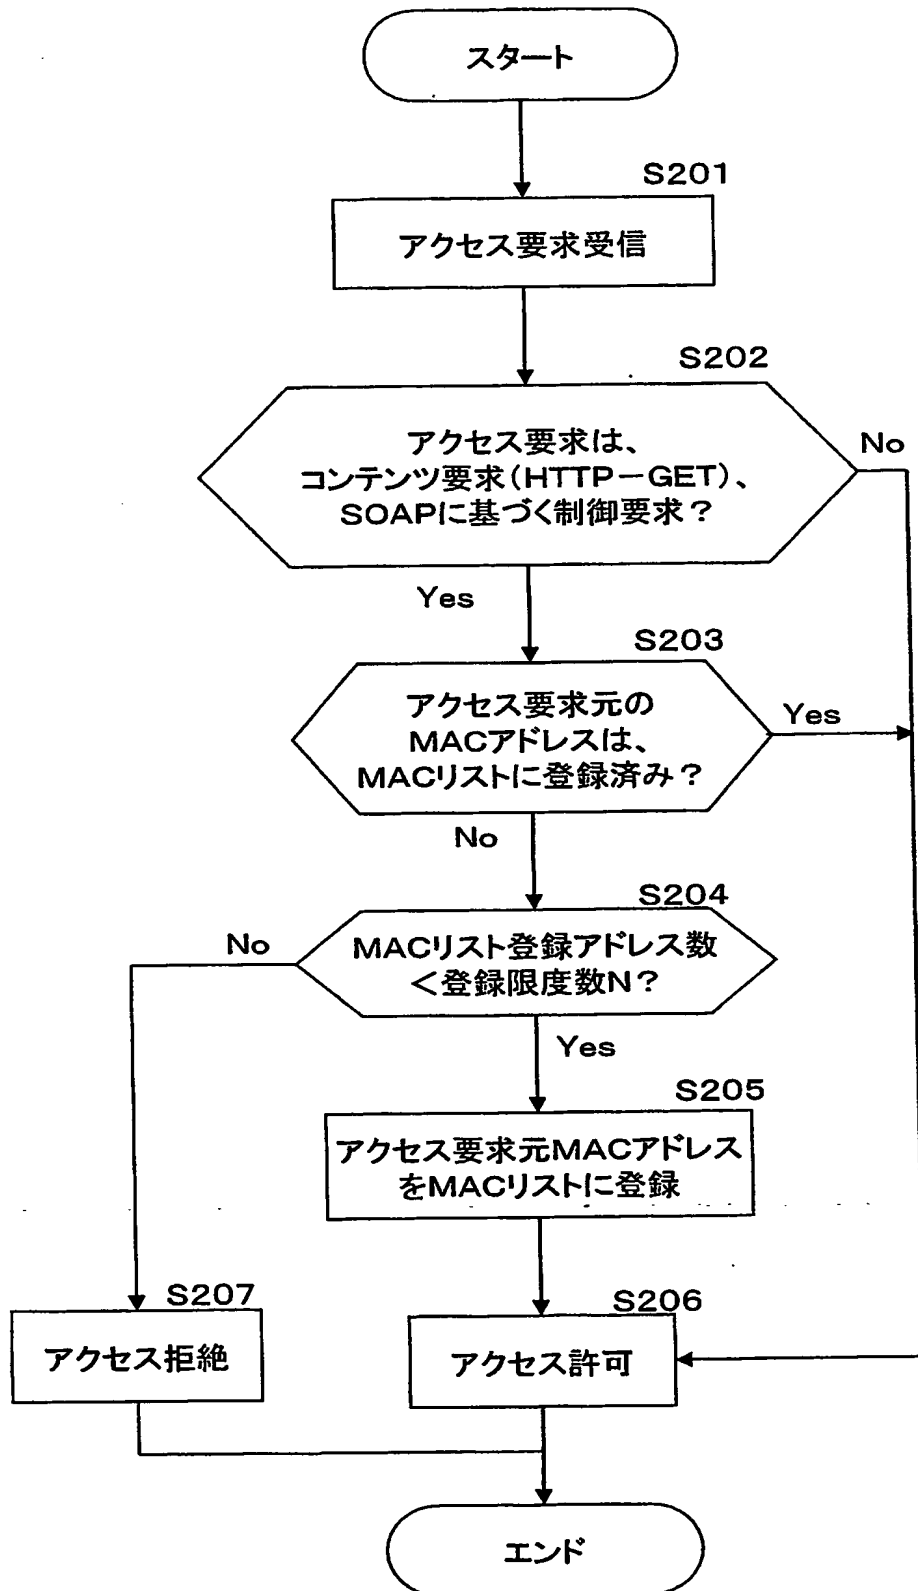 スタート
S201
アクセス要求受信
S202
アクセス要求は、
コンテンツ要求(HTTP－GET)、
SOAPに基づく制御要求？
No
Yes
S203
アクセス要求元の
MACアドレスは、
MACリストに登録済み？
Yes
No
S204
MACリスト登録アドレス数
＜登録限度数N？
No
Yes
S205
アクセス要求元MACアドレス
をMACリストに登録
S207
アクセス拒絶
S206
アクセス許可
エンド